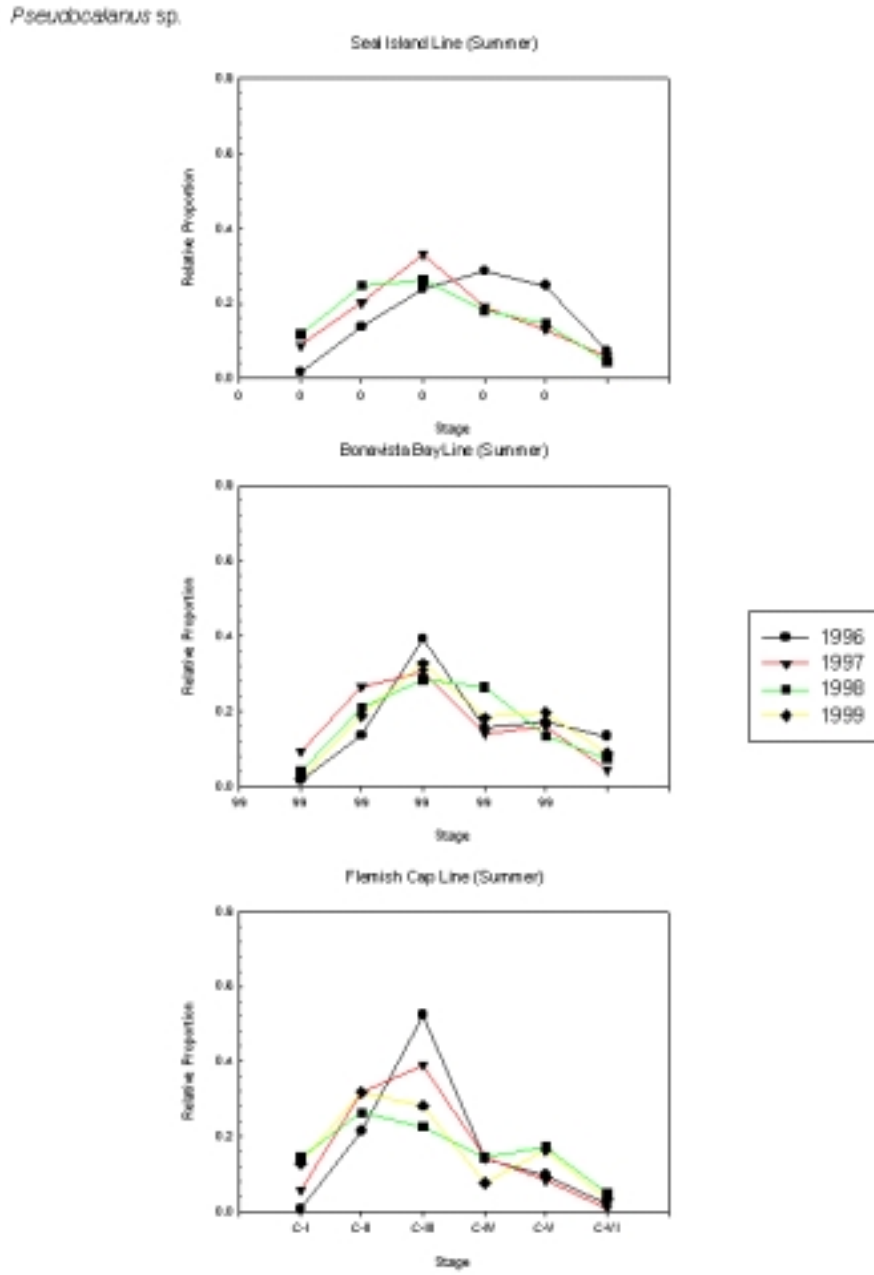 Pseudocalanus sp.
Seal Island Line (Summer)
0.8
0.6
0.4
0.2
0.0
Relative Proportion
0 0 0 0 0 0
Stage
Bonavista Bay Line (Summer)
0.8
0.6
0.4
0.2
0.0
Relative Proportion
99 99 99 99 99 99
Stage
1996
1997
1998
1999
Flemish Cap Line (Summer)
0.8
0.6
0.4
0.2
0.0
Relative Proportion
C-I C-II C-III C-IV C-V C-VI
Stage